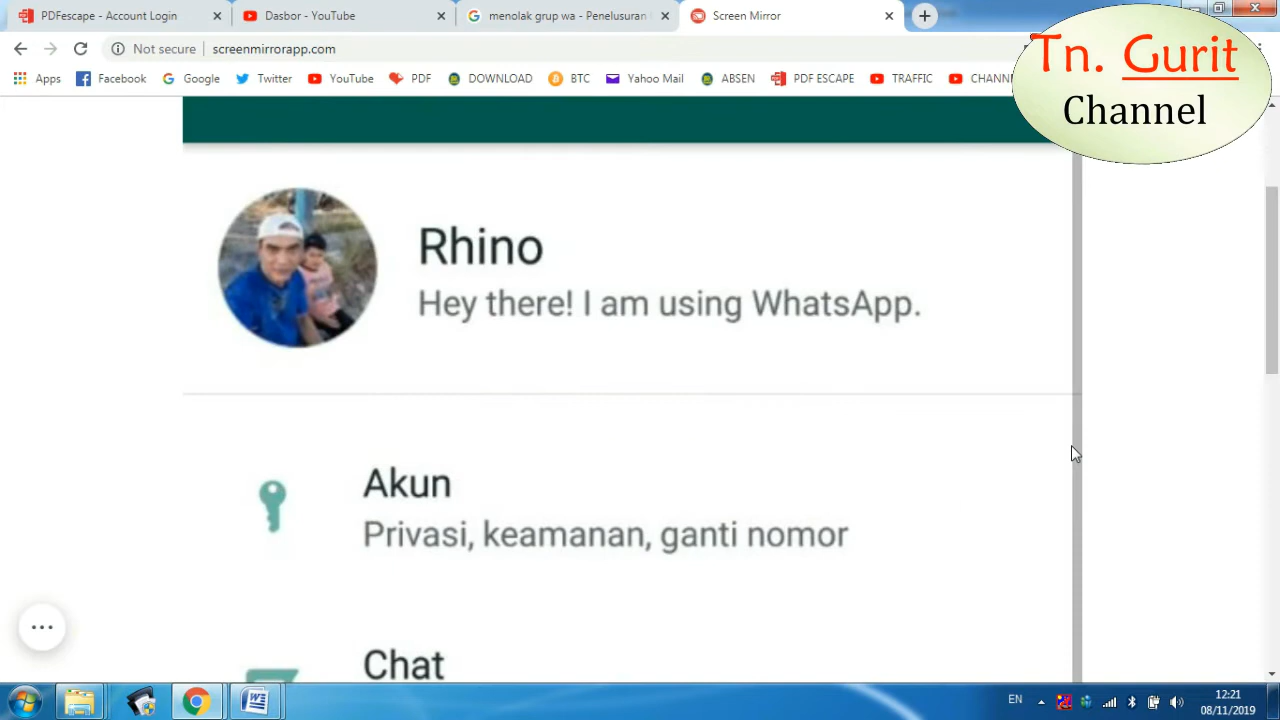 PDFescape - Account Login
Dasbor - YouTube
menolak grup wa - Penelusuran
Screen Mirror
Not secure
screenmirrorapp.com
Apps
Facebook
Google
Twitter
YouTube
PDF
DOWNLOAD
BTC
Yahoo Mail
ABSEN
PDF ESCAPE
TRAFFIC
Tn. Gurit
Channel
Rhino
Hey there! I am using WhatsApp.
Akun
Privasi, keamanan, ganti nomor
Chat
EN
12:21
08/11/2019